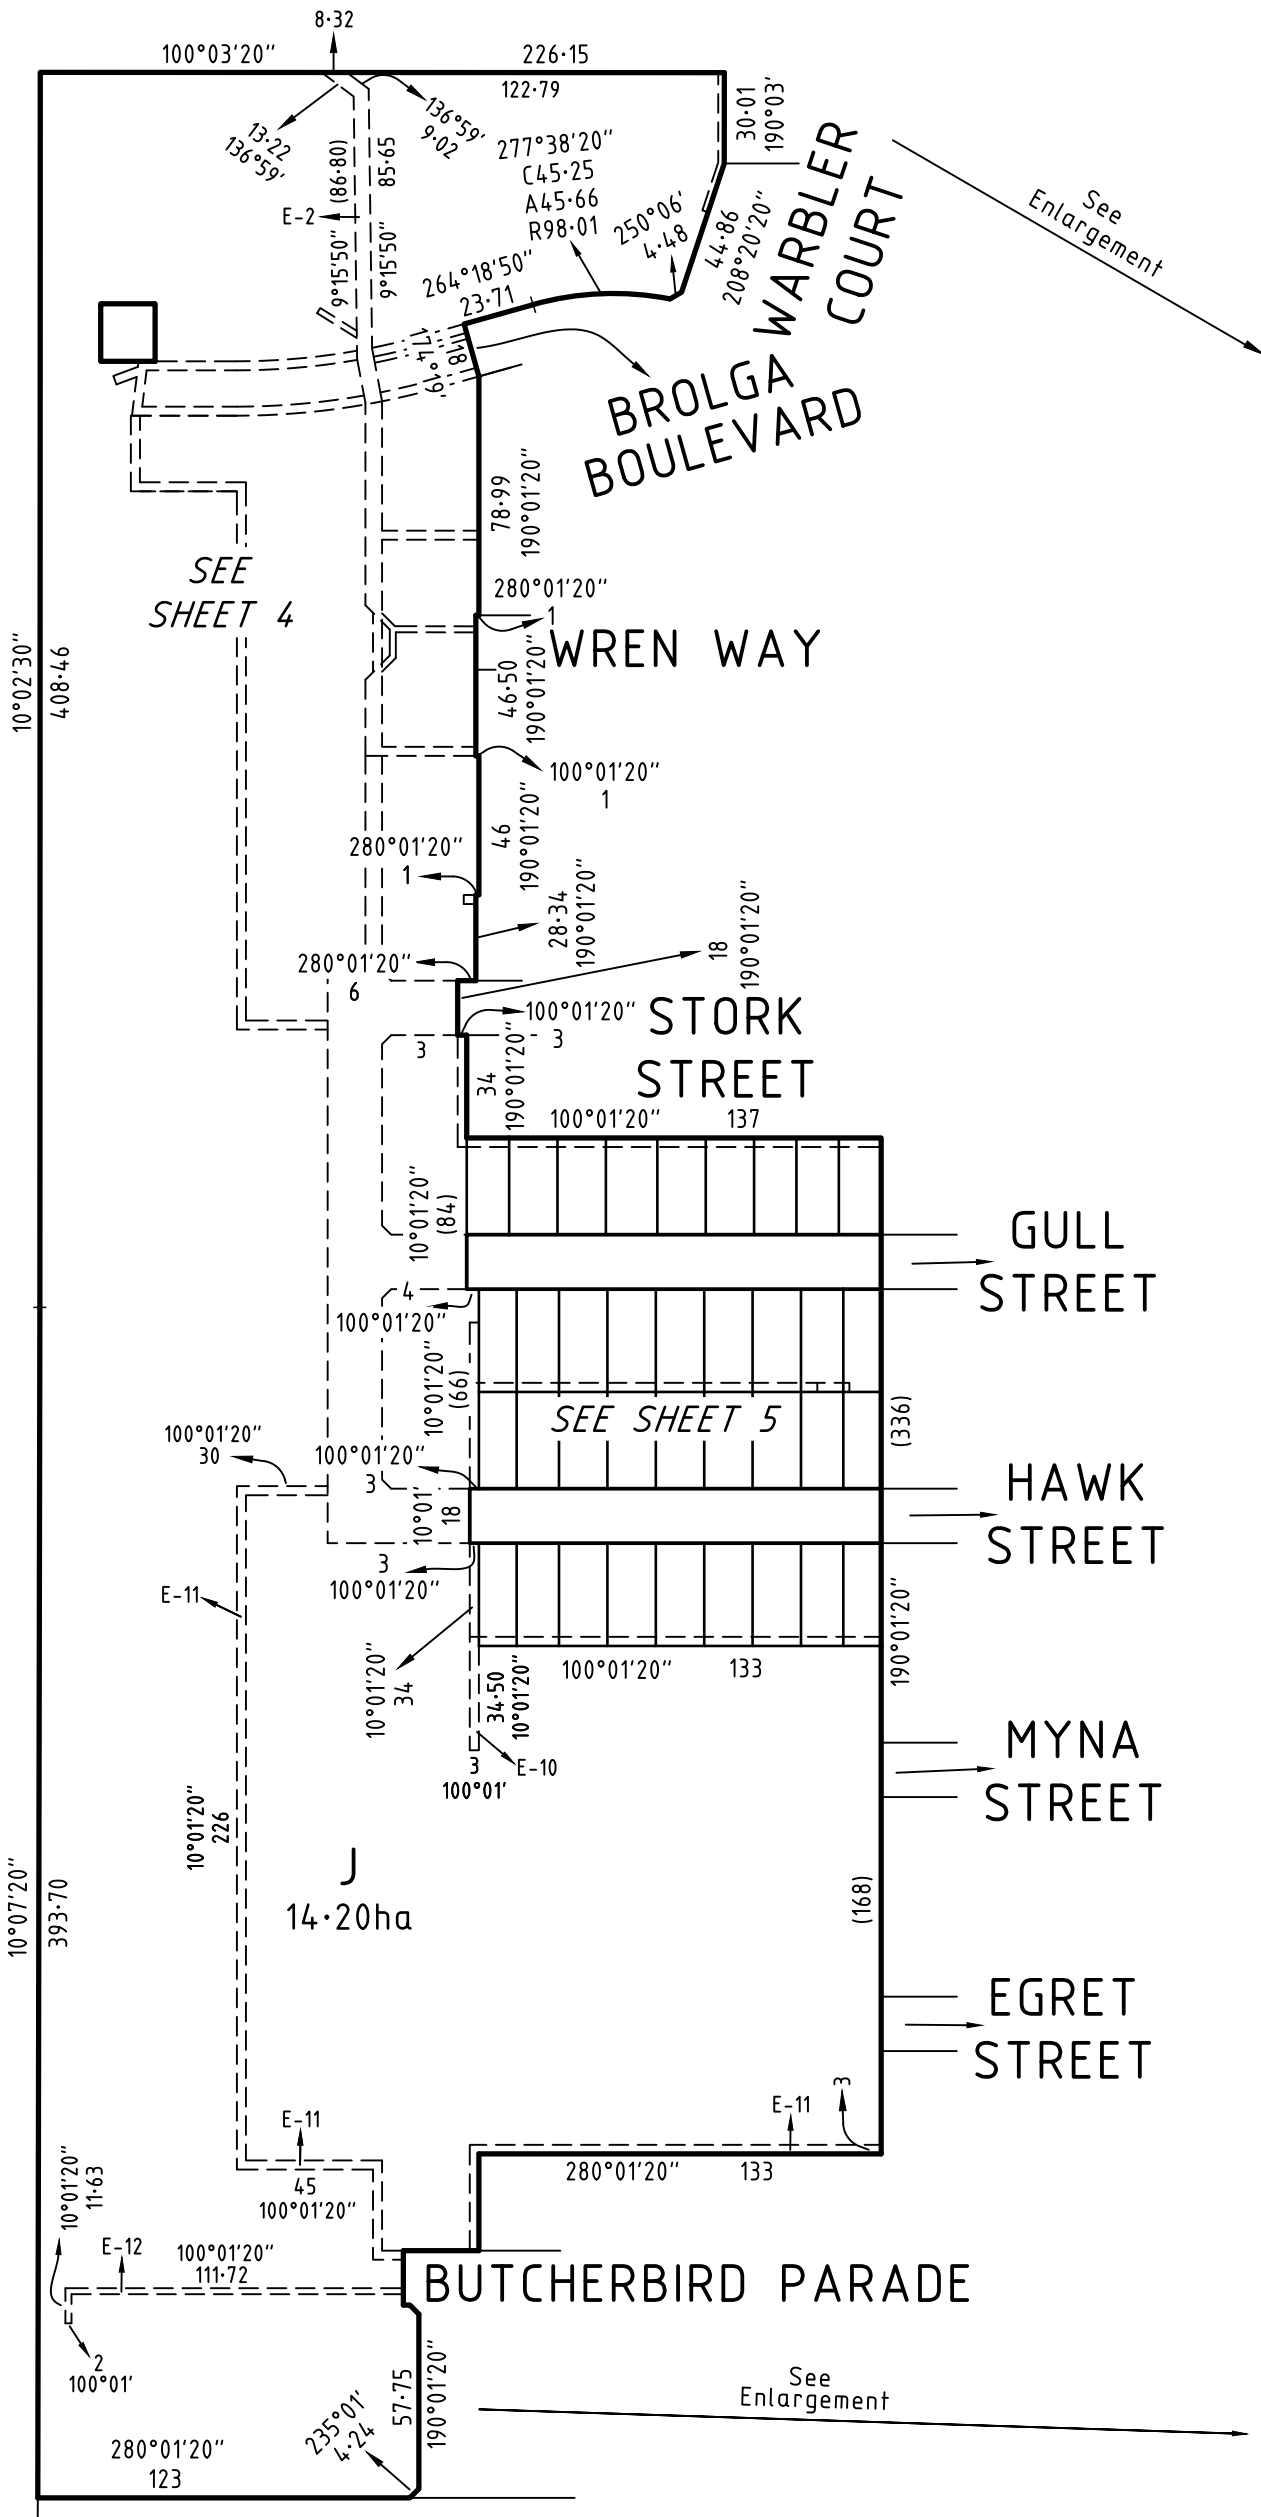 8·32
100°03'20"
226·15
122·79
30·01
190°03'
136°59'
9·02
13·22
136°59'
277°38'20"
C45·25
A45·66
R98·01
250°06'
4·48
44·86
208°20'20"
WARBLER
COURT
See
Enlargement
(86·80)
85·65
E-2
9°15'50"
9°15'50"
264°18'50"
23·71
18
174°19'
BROLGA
BOULEVARD
78·99
190°01'20"
SEE
SHEET 4
280°01'20"
1
WREN WAY
46·50
190°01'20"
10°02'30"
408·46
100°01'20"
1
46
190°01'20"
280°01'20"
1
28·34
190°01'20"
18
190°01'20"
280°01'20"
6
100°01'20"
3
STORK
STREET
3
34
190°01'20"
100°01'20"
137
10°01'20"
(84)
GULL
STREET
4
100°01'20"
10°01'20"
(66)
SEE SHEET 5
(336)
100°01'20"
30
100°01'20"
3
HAWK
STREET
10°01'
18
3
100°01'20"
E-11
190°01'20"
100°01'20"
133
10°01'20"
34
34·50
10°01'20"
E-10
3
100°01'
MYNA
STREET
10°01'20"
226
J
14·20ha
10°07'20"
393·70
(168)
EGRET
STREET
3
E-11
E-11
280°01'20"
133
45
100°01'20"
10°01'20"
11·63
E-12
100°01'20"
111·72
BUTCHERBIRD PARADE
2
100°01'
57·75
190°01'20"
See
Enlargement
235°01'
4·24
280°01'20"
123